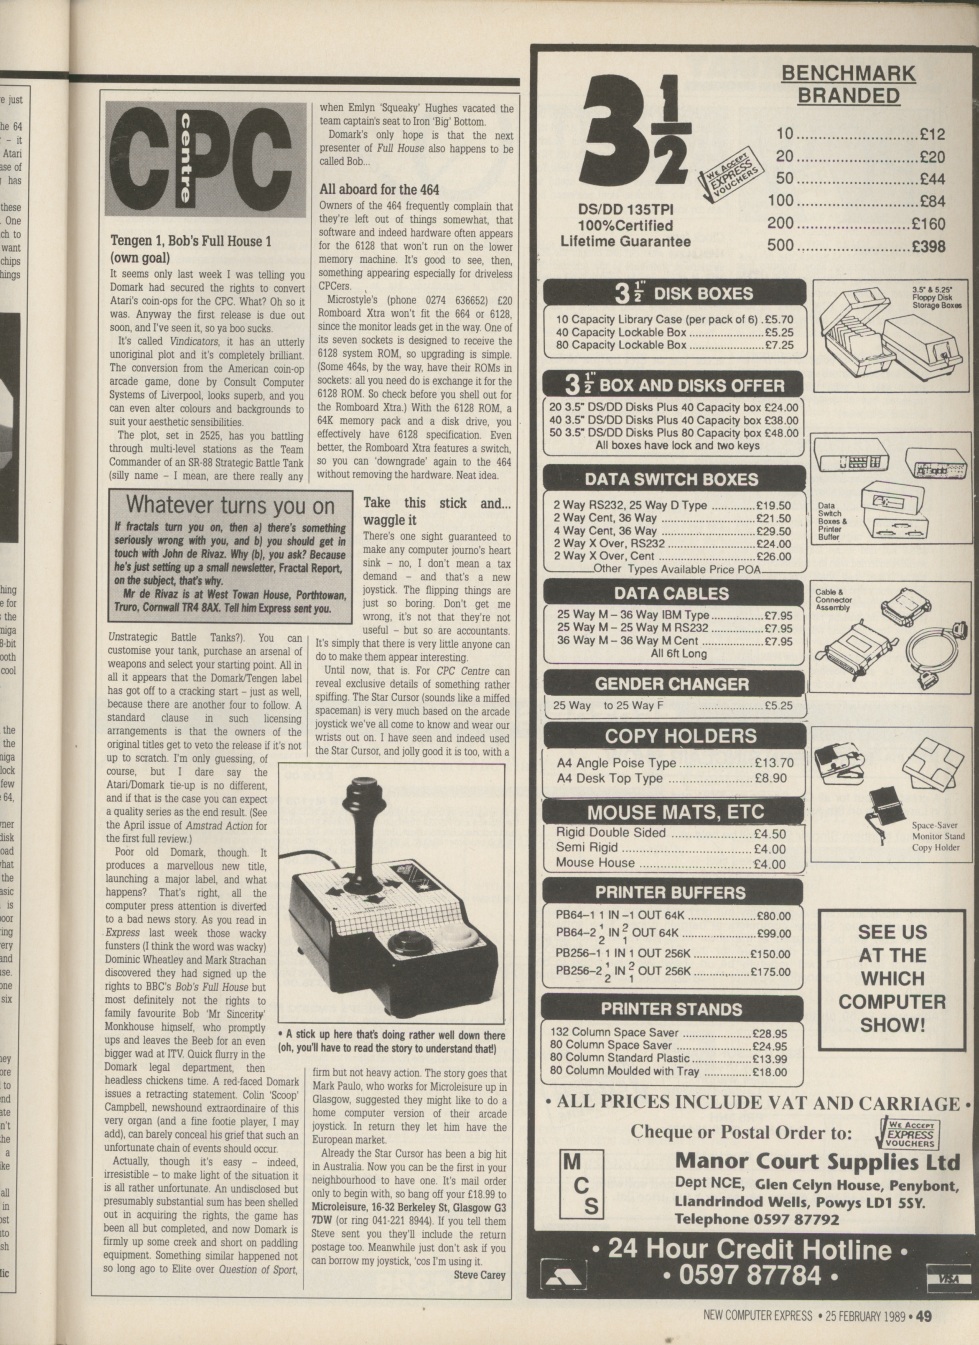 CPC
centre
Tengen 1, Bob's Full House 1
(own goal)
It seems only last week I was telling you
Domark had secured the rights to convert
Atari's coin-ops for the CPC. What? Oh so it
was. Anyway the first release is due out
soon, and I've seen it, so ya boo sucks.
It's called Vindicators, it has an utterly
unoriginal plot and it's completely brilliant.
The conversion from the American coin-op
arcade game, done by Consult Computer
Systems of Liverpool, looks superb, and you
can even alter colours and backgrounds to
suit your aesthetic sensibilities.
The plot, set in 2525, has you battling
through multi-level stations as the Team
Commander of an SR-88 Strategic Battle Tank
(silly name – I mean, are there really any
Whatever turns you on
If fractals turn you on, then a) there's something
seriously wrong with you, and b) you should get in
touch with John de Rivaz. Why (b), you ask? Because
he's just setting up a small newsletter, Fractal Report,
on the subject, that's why.
Mr de Rivaz is at West Towan House, Porthtowan,
Truro, Cornwall TR4 8AX. Tell him Express sent you.
Unstrategic Battle Tanks?). You can
customise your tank, purchase an arsenal of
weapons and select your starting point. All in
all it appears that the Domark/Tengen label
has got off to a cracking start – just as well,
because there are another four to follow. A
standard clause in such licensing
arrangements is that the owners of the
original titles get to veto the release if it's not
up to scratch. I'm only guessing, of
course, but I dare say the
Atari/Domark tie-up is no different,
and if that is the case you can expect
a quality series as the end result. (See
the April issue of Amstrad Action for
the first full review.)
Poor old Domark, though. It
produces a marvellous new title,
launching a major label, and what
happens? That's right, all the
computer press attention is diverted
to a bad news story. As you read in
Express last week those wacky
funsters (I think the word was wacky)
Dominic Wheatley and Mark Strachan
discovered they had signed up the
rights to BBC's Bob's Full House but
most definitely not the rights to
family favourite Bob 'Mr Sincerity'
Monkhouse himself, who promptly
ups and leaves the Beeb for an even
bigger wad at ITV. Quick flurry in the
Domark legal department, then
headless chickens time. A red-faced Domark
issues a retracting statement. Colin 'Scoop'
Campbell, newshound extraordinaire of this
very organ (and a fine footie player, I may
add), can barely conceal his grief that such an
unfortunate chain of events should occur.
Actually, though it's easy – indeed,
irresistible – to make light of the situation it
is all rather unfortunate. An undisclosed but
presumably substantial sum has been shelled
out in acquiring the rights, the game has
been all but completed, and now Domark is
firmly up some creek and short on paddling
equipment. Something similar happened not
so long ago to Elite over Question of Sport,
when Emlyn 'Squeaky' Hughes vacated the
team captain's seat to Iron 'Big' Bottom.
Domark's only hope is that the next
presenter of Full House also happens to be
called Bob...
All aboard for the 464
Owners of the 464 frequently complain that
they're left out of things somewhat, that
software and indeed hardware often appears
for the 6128 that won't run on the lower
memory machine. It's good to see, then,
something appearing especially for driveless
CPCers.
Microstyle's (phone 0274 636652) £20
Romboard Xtra won't fit the 664 or 6128,
since the monitor leads get in the way. One of
its seven sockets is designed to receive the
6128 system ROM, so upgrading is simple.
(Some 464s, by the way, have their ROMs in
sockets: all you need do is exchange it for the
6128 ROM. So check before you shell out for
the Romboard Xtra.) With the 6128 ROM, a
64K memory pack and a disk drive, you
effectively have 6128 specification. Even
better, the Romboard Xtra features a switch,
so you can 'downgrade' again to the 464
without removing the hardware. Neat idea.
Take this stick and...
waggle it
There's one sight guaranteed to
make any computer journo's heart
sink – no, I don't mean a tax
demand – and that's a new
joystick. The flipping things are
just so boring. Don't get me
wrong, it's not that they're not
useful – but so are accountants.
It's simply that there is very little anyone can
do to make them appear interesting.
Until now, that is. For CPC Centre can
reveal exclusive details of something rather
spiffing. The Star Cursor (sounds like a miffed
spaceman) is very much based on the arcade
joystick we've all come to know and wear our
wrists out on. I have seen and indeed used
the Star Cursor, and jolly good it is too, with a
• A stick up here that's doing rather well down there
(oh, you'll have to read the story to understand that!)
firm but not heavy action. The story goes that
Mark Paulo, who works for Microleisure up in
Glasgow, suggested they might like to do a
home computer version of their arcade
joystick. In return they let him have the
European market.
Already the Star Cursor has been a big hit
in Australia. Now you can be the first in your
neighbourhood to have one. It's mail order
only to begin with, so bang off your £18.99 to
Microleisure, 16-32 Berkeley St, Glasgow G3
7DW (or ring 041-221 8944). If you tell them
Steve sent you they'll include the return
postage too. Meanwhile just don't ask if you
can borrow my joystick, 'cos I'm using it.
Steve Carey
3 1/2
DS/DD 135TPI
100%Certified
Lifetime Guarantee
WE ACCEPT
EXPRESS
VOUCHERS
BENCHMARK
BRANDED
10 ..........................£12
20 ..........................£20
50 ..........................£44
100 ........................£84
200 ........................£160
500 ........................£398
3 1/2" DISK BOXES
10 Capacity Library Case (per pack of 6) .£5.70
40 Capacity Lockable Box ....................£5.25
80 Capacity Lockable Box ....................£7.25
3.5" & 5.25"
Floppy Disk
Storage Boxes
3 1/2" BOX AND DISKS OFFER
20 3.5" DS/DD Disks Plus 40 Capacity box £24.00
40 3.5" DS/DD Disks Plus 40 Capacity box £38.00
50 3.5" DS/DD Disks Plus 80 Capacity box £48.00
All boxes have lock and two keys
DATA SWITCH BOXES
2 Way RS232, 25 Way D Type ...........£19.50
2 Way Cent, 36 Way .........................£21.50
4 Way Cent, 36 Way .........................£29.50
2 Way X Over, RS232 .......................£24.00
2 Way X Over, Cent ..........................£26.00
Other Types Available Price POA
Data
Switch
Boxes &
Printer
Buffer
DATA CABLES
25 Way M – 36 Way IBM Type ..............£7.95
25 Way M – 25 Way M RS232 ..............£7.95
36 Way M – 36 Way M Cent .................£7.95
All 6ft Long
Cable &
Connector
Assembly
GENDER CHANGER
25 Way to 25 Way F ....................£5.25
COPY HOLDERS
A4 Angle Poise Type ................£13.70
A4 Desk Top Type ...................£8.90
MOUSE MATS, ETC
Rigid Double Sided ...................£4.50
Semi Rigid ..............................£4.00
Mouse House ..........................£4.00
Space-Saver
Monitor Stand
Copy Holder
PRINTER BUFFERS
PB64–1 1 IN –1 OUT 64K ....................£80.00
PB64–2 1/2 IN 2/1 OUT 64K ....................£99.00
PB256–1 1 IN 1 OUT 256K .................£150.00
PB256–2 1/2 IN 2/1 OUT 256K .................£175.00
PRINTER STANDS
132 Column Space Saver .....................£28.95
80 Column Space Saver .......................£24.95
80 Column Standard Plastic .................£13.99
80 Column Moulded with Tray ..............£18.00
SEE US
AT THE
WHICH
COMPUTER
SHOW!
• ALL PRICES INCLUDE VAT AND CARRIAGE •
Cheque or Postal Order to:
WE ACCEPT
EXPRESS
VOUCHERS
M
C
S
Manor Court Supplies Ltd
Dept NCE, Glen Celyn House, Penybont,
Llandrindod Wells, Powys LD1 5SY.
Telephone 0597 87792
• 24 Hour Credit Hotline •
• 0597 87784 •
VISA
NEW COMPUTER EXPRESS • 25 FEBRUARY 1989 • 49